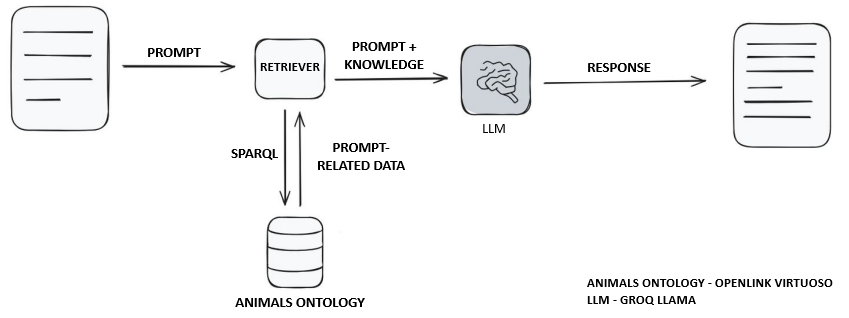 PROMPT
RETRIEVER
PROMPT +
KNOWLEDGE
LLM
RESPONSE
SPARQL
PROMPT-
RELATED DATA
ANIMALS ONTOLOGY
ANIMALS ONTOLOGY - OPENLINK VIRTUOSO
LLM - GROQ LLAMA